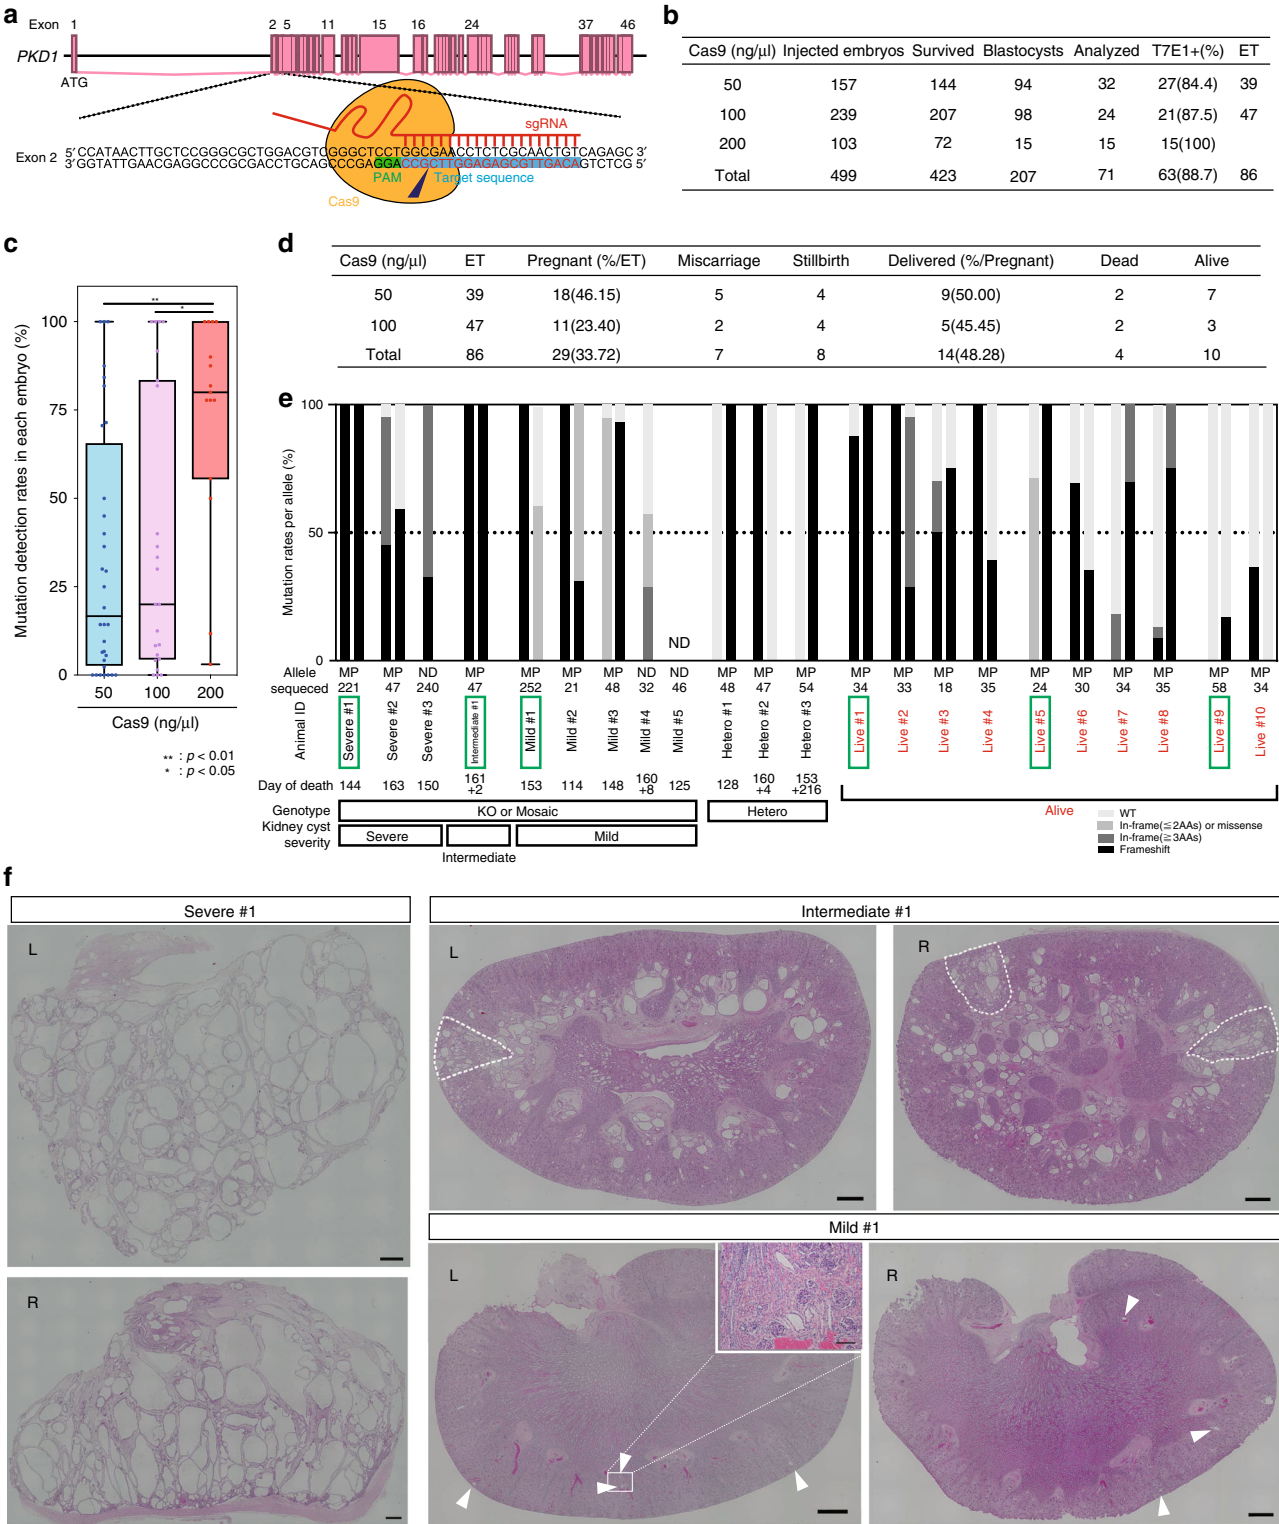 a
Exon 1 2 5 11 15 16 24 37 46
PKD1
ATG
sgRNA
5′CCATAACTTGCTCCGGGCGCTGGACGTCGGGCTCCTGGCGAACCTCTCGCAACTGTCAGAGC 3′
Exon 2
3′GGTATTGAACGAGGCCCGCGACCTGCAGCCCGAGGACCGCTTGGAGAGCGTTGACAGTCTCG 5′
PAM Target sequence
Cas9
b
Cas9 (ng/µl) Injected embryos Survived Blastocysts Analyzed T7E1+(%) ET
50 157 144 94 32 27(84.4) 39
100 239 207 98 24 21(87.5) 47
200 103 72 15 15 15(100)
Total 499 423 207 71 63(88.7) 86
c
Mutation detection rates in each embryo (%)
100
75
50
25
0
** 
*
50 100 200
Cas9 (ng/µl)
** : p < 0.01
* : p < 0.05
d
Cas9 (ng/µl) ET Pregnant (%/ET) Miscarriage Stillbirth Delivered (%/Pregnant) Dead Alive
50 39 18(46.15) 5 4 9(50.00) 2 7
100 47 11(23.40) 2 4 5(45.45) 2 3
Total 86 29(33.72) 7 8 14(48.28) 4 10
e
Mutation rates per allele (%)
100
50
0
ND
Allele MP MP ND MP MP MP MP ND ND MP MP MP MP MP MP MP MP MP MP MP MP MP
sequeced 221 47 240 47 252 21 48 32 46 48 47 54 34 33 18 35 24 30 34 35 58 34
Animal ID Severe #1 Severe #2 Severe #3 Intermediate #1 Mild #1 Mild #2 Mild #3 Mild #4 Mild #5 Hetero #1 Hetero #2 Hetero #3 Live #1 Live #2 Live #3 Live #4 Live #5 Live #6 Live #7 Live #8 Live #9 Live #10
Day of death 144 163 150 161 +2 153 114 148 160 +8 125 128 160 +4 153 +216
Genotype KO or Mosaic Hetero Alive
Kidney cyst severity Severe Mild
Intermediate
WT
In-frame(≦2AAs) or missense
In-frame(≧3AAs)
Frameshift
f
Severe #1
L
R
Intermediate #1
L
R
Mild #1
L
R